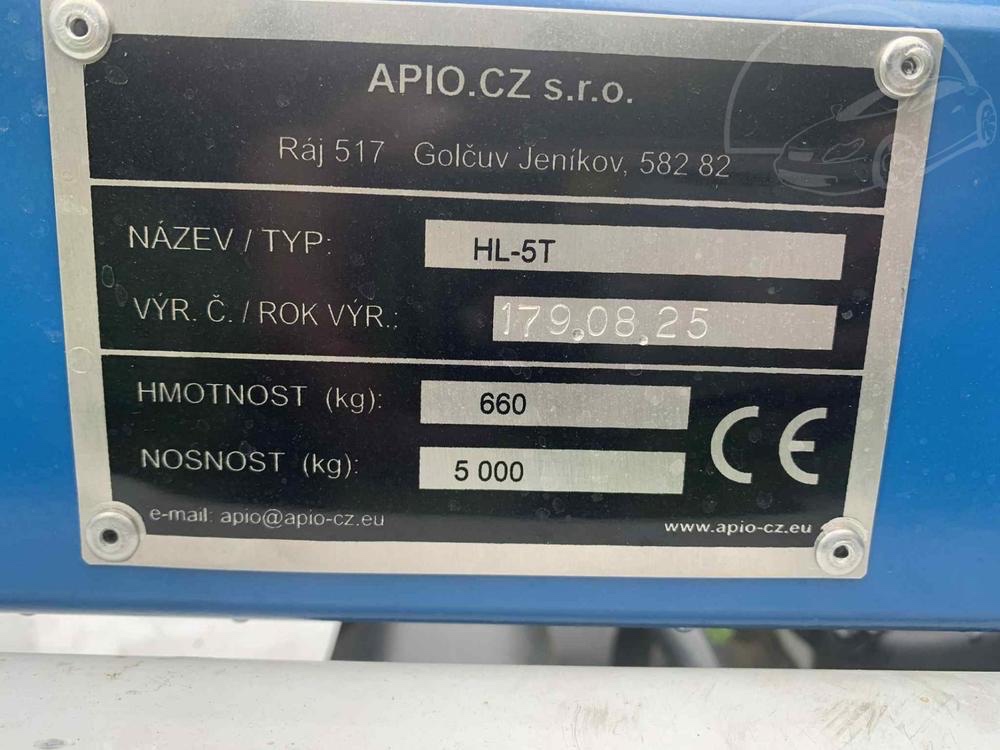 APIO.CZ s.r.o.
Ráj 517 Golčuv Jeníkov, 582 82
NÁZEV / TYP: HL-5T
VÝR. Č. / ROK VÝR.: 179.08.25
HMOTNOST (kg): 660
NOSNOST (kg): 5 000
CE
e-mail: apio@apio-cz.eu www.apio-cz.eu